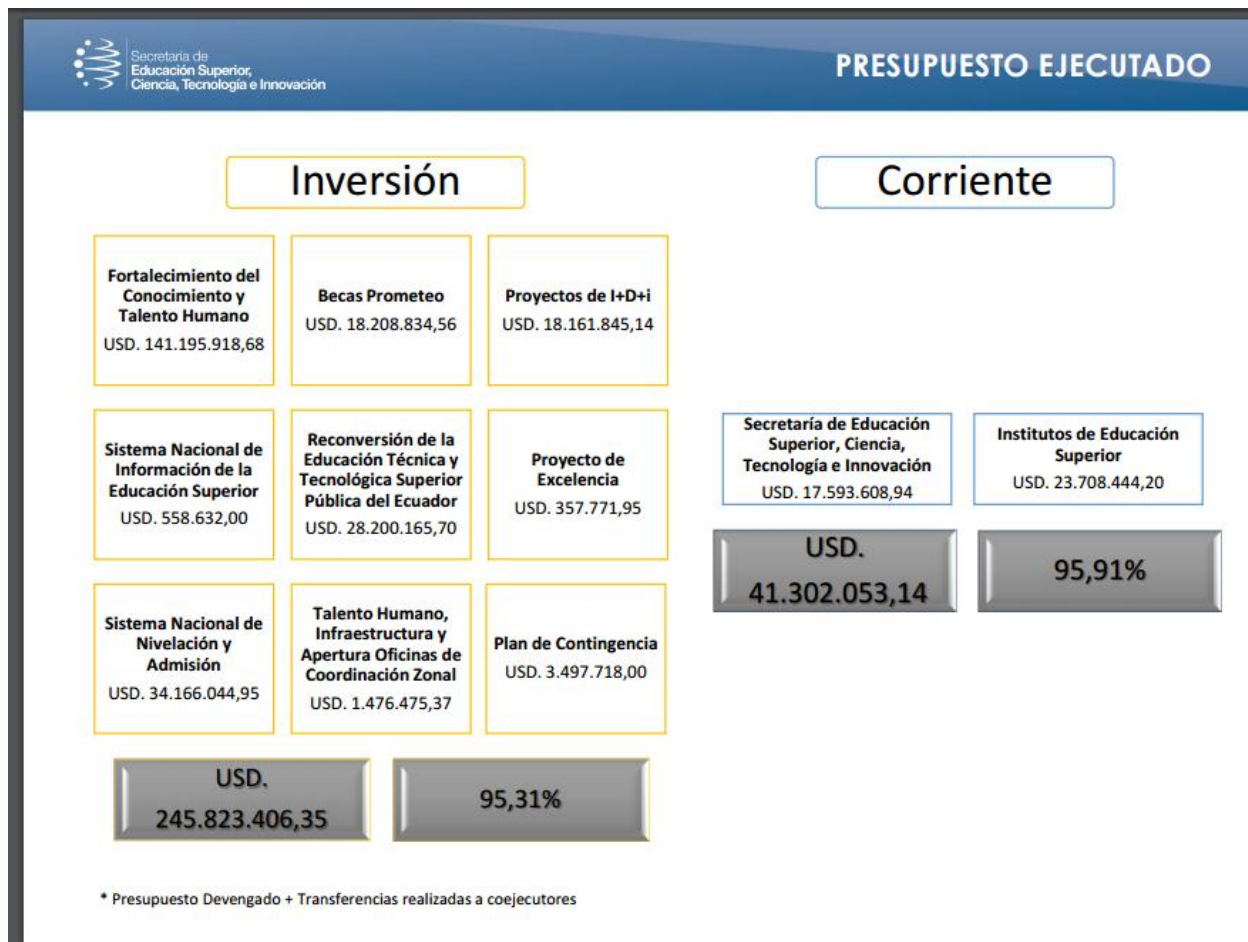 Secretaría de
Educación Superior,
Ciencia, Tecnología e Innovación
PRESUPUESTO EJECUTADO
Inversión
Fortalecimiento del
Conocimiento y
Talento Humano
USD. 141.195.918,68
Becas Prometeo
USD. 18.208.834,56
Proyectos de I+D+i
USD. 18.161.845,14
Sistema Nacional de
Información de la
Educación Superior
USD. 558.632,00
Reconversión de la
Educación Técnica y
Tecnológica Superior
Pública del Ecuador
USD. 28.200.165,70
Proyecto de
Excelencia
USD. 357.771,95
Sistema Nacional de
Nivelación y
Admisión
USD. 34.166.044,95
Talento Humano,
Infraestructura y
Apertura Oficinas de
Coordinación Zonal
USD. 1.476.475,37
Plan de Contingencia
USD. 3.497.718,00
USD.
245.823.406,35
95,31%
Corriente
Secretaría de Educación
Superior, Ciencia,
Tecnología e Innovación
USD. 17.593.608,94
Institutos de Educación
Superior
USD. 23.708.444,20
USD.
41.302.053,14
95,91%
* Presupuesto Devengado + Transferencias realizadas a coejecutores